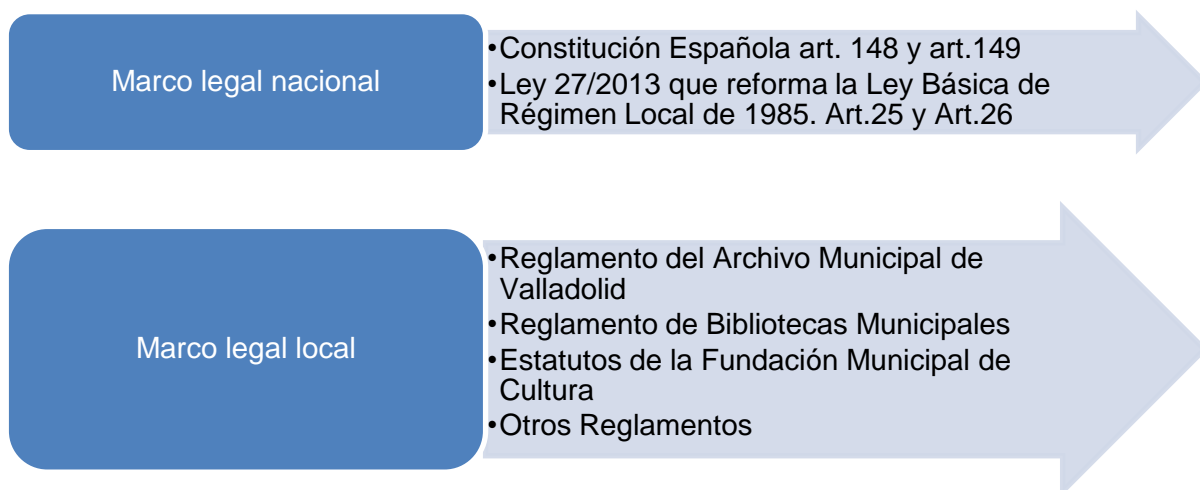 Marco legal nacional
•Constitución Española art. 148 y art.149
•Ley 27/2013 que reforma la Ley Básica de
Régimen Local de 1985. Art.25 y Art.26
Marco legal local
•Reglamento del Archivo Municipal de
Valladolid
•Reglamento de Bibliotecas Municipales
•Estatutos de la Fundación Municipal de
Cultura
•Otros Reglamentos